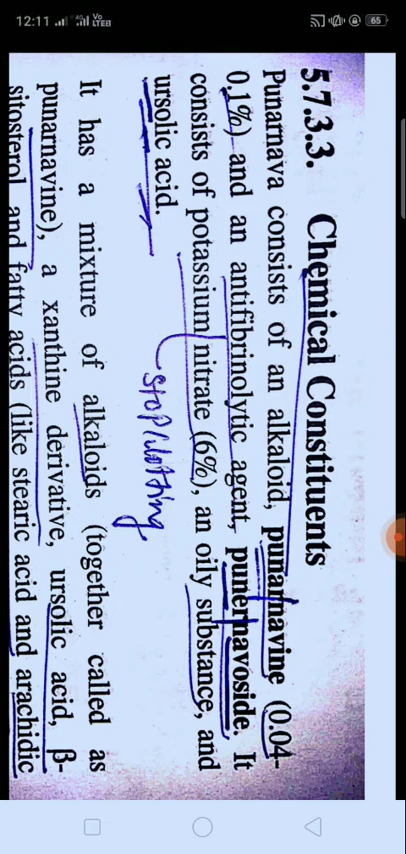 12:11
65
5.7.3.3. Chemical Constituents
Punarnava consists of an alkaloid, punarnavine (0.04-
0.1%) and an antifibrinolytic agent, punernavoside. It
consists of potassium nitrate (6%), an oily substance, and
ursolic acid.
stop clotting
It has a mixture of alkaloids (together called as
punarnavine), a xanthine derivative, ursolic acid, β-
sitosterol and fatty acids (like stearic acid and arachidic